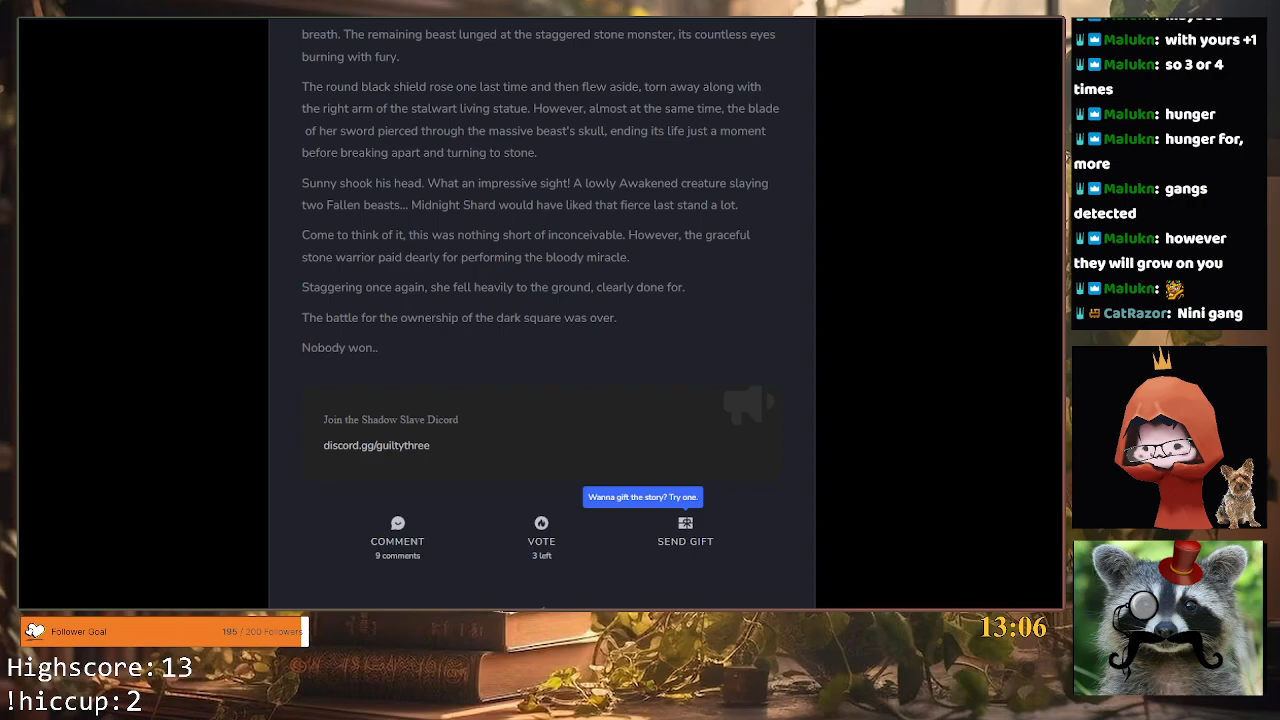 breath. The remaining beast lunged at the staggered stone monster, its countless eyes
burning with fury.
The round black shield rose one last time and then flew aside, torn away along with
the right arm of the stalwart living statue. However, almost at the same time, the blade
of her sword pierced through the massive beast's skull, ending its life just a moment
before breaking apart and turning to stone.
Sunny shook his head. What an impressive sight! A lowly Awakened creature slaying
two Fallen beasts... Midnight Shard would have liked that fierce last stand a lot.
Come to think of it, this was nothing short of inconceivable. However, the graceful
stone warrior paid dearly for performing the bloody miracle.
Staggering once again, she fell heavily to the ground, clearly done for.
The battle for the ownership of the dark square was over.
Nobody won..
Join the Shadow Slave Dicord
discord.gg/guiltythree
Wanna gift the story? Try one.
COMMENT
9 comments
VOTE
3 left
SEND GIFT
Malukn: with yours +1
Malukn: so 3 or 4
times
Malukn: hunger
Malukn: hunger for,
more
Malukn: gangs
detected
Malukn: however
they will grow on you
Malukn:
CatRazor: Nini gang
Follower Goal
195 / 200 Followers
13:06
Highscore:13
!hiccup:2